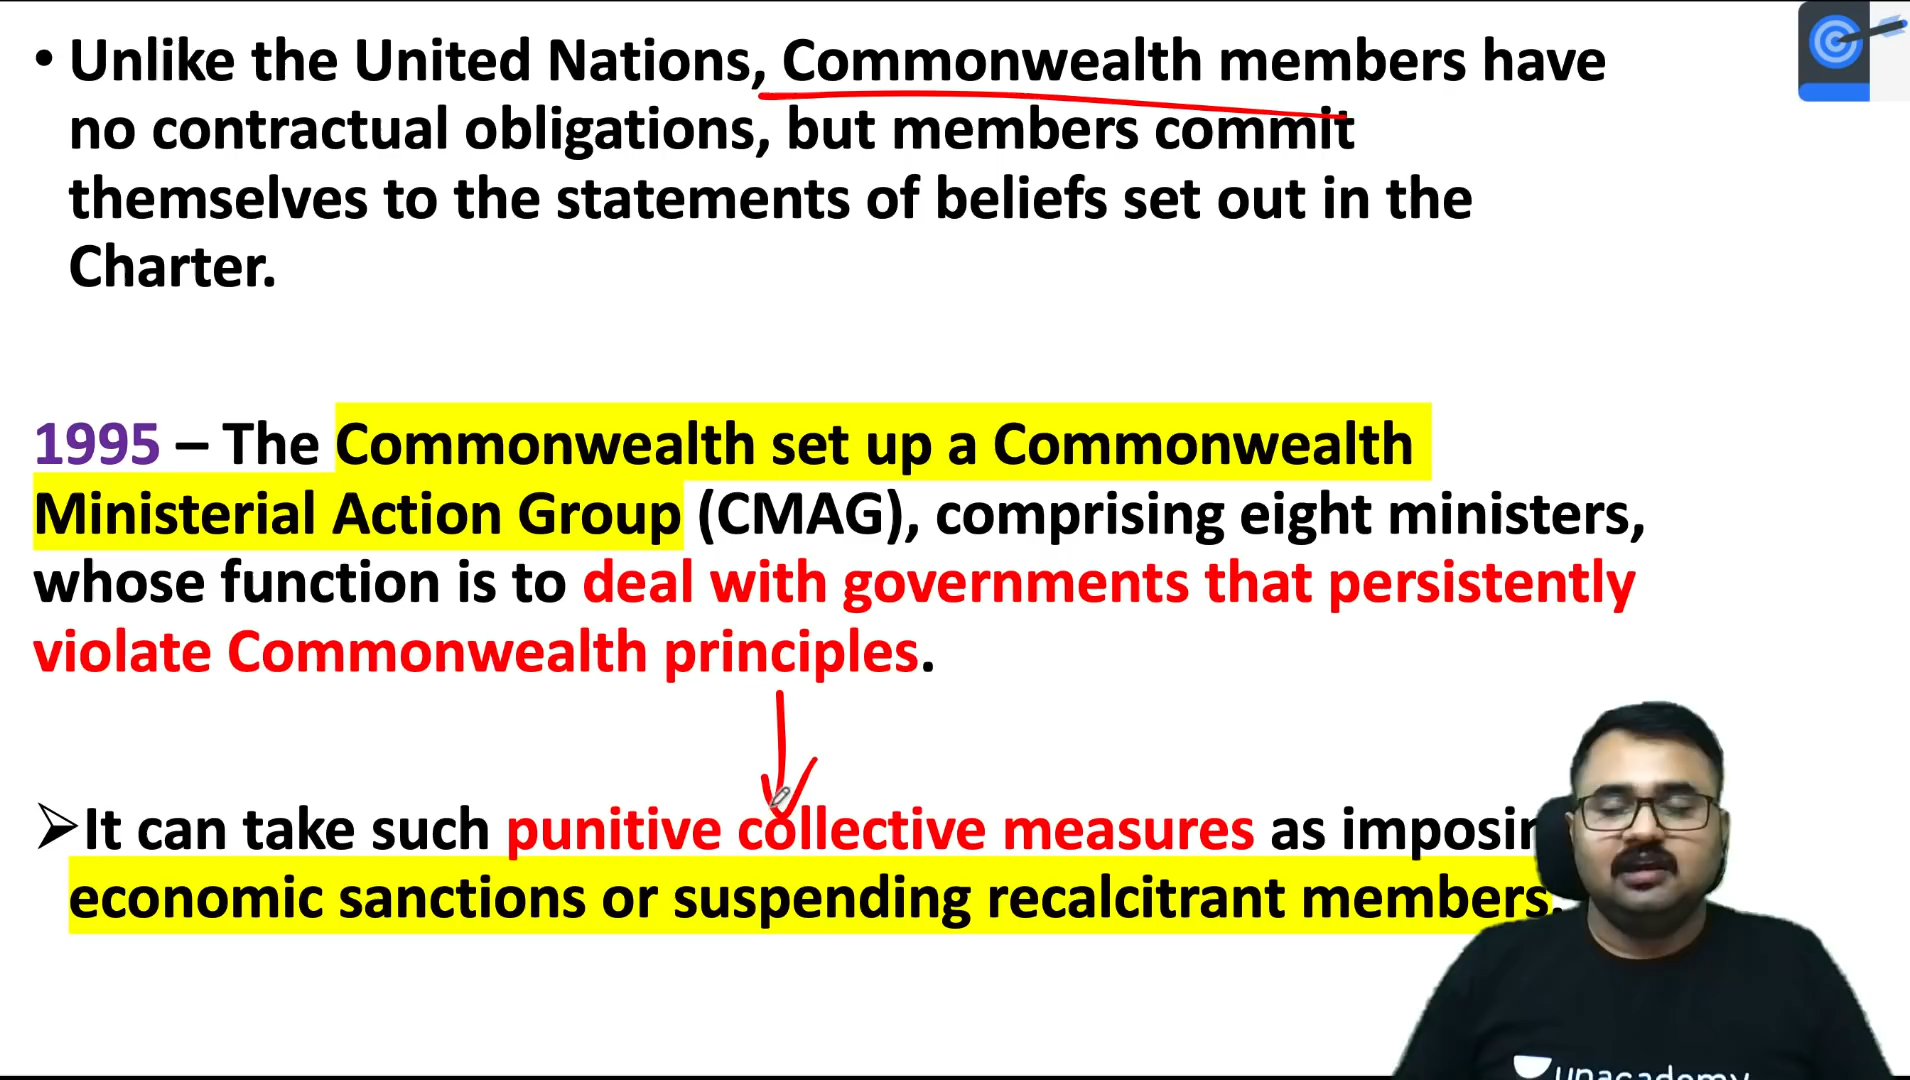 • Unlike the United Nations, Commonwealth members have
no contractual obligations, but members commit
themselves to the statements of beliefs set out in the
Charter.
1995 – The Commonwealth set up a Commonwealth
Ministerial Action Group (CMAG), comprising eight ministers,
whose function is to deal with governments that persistently
violate Commonwealth principles.
➢It can take such punitive collective measures as
economic sanctions or suspending recalcitrant members.
unacademy